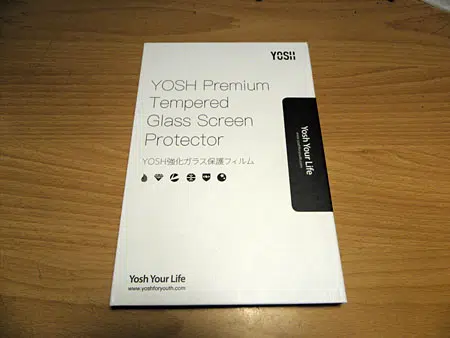 YOSH
YOSH Premium
Tempered
Glass Screen
Protector
YOSH強化ガラス保護フィルム
Yosh Your Life
Yosh Your Life
www.yoshforyouth.com